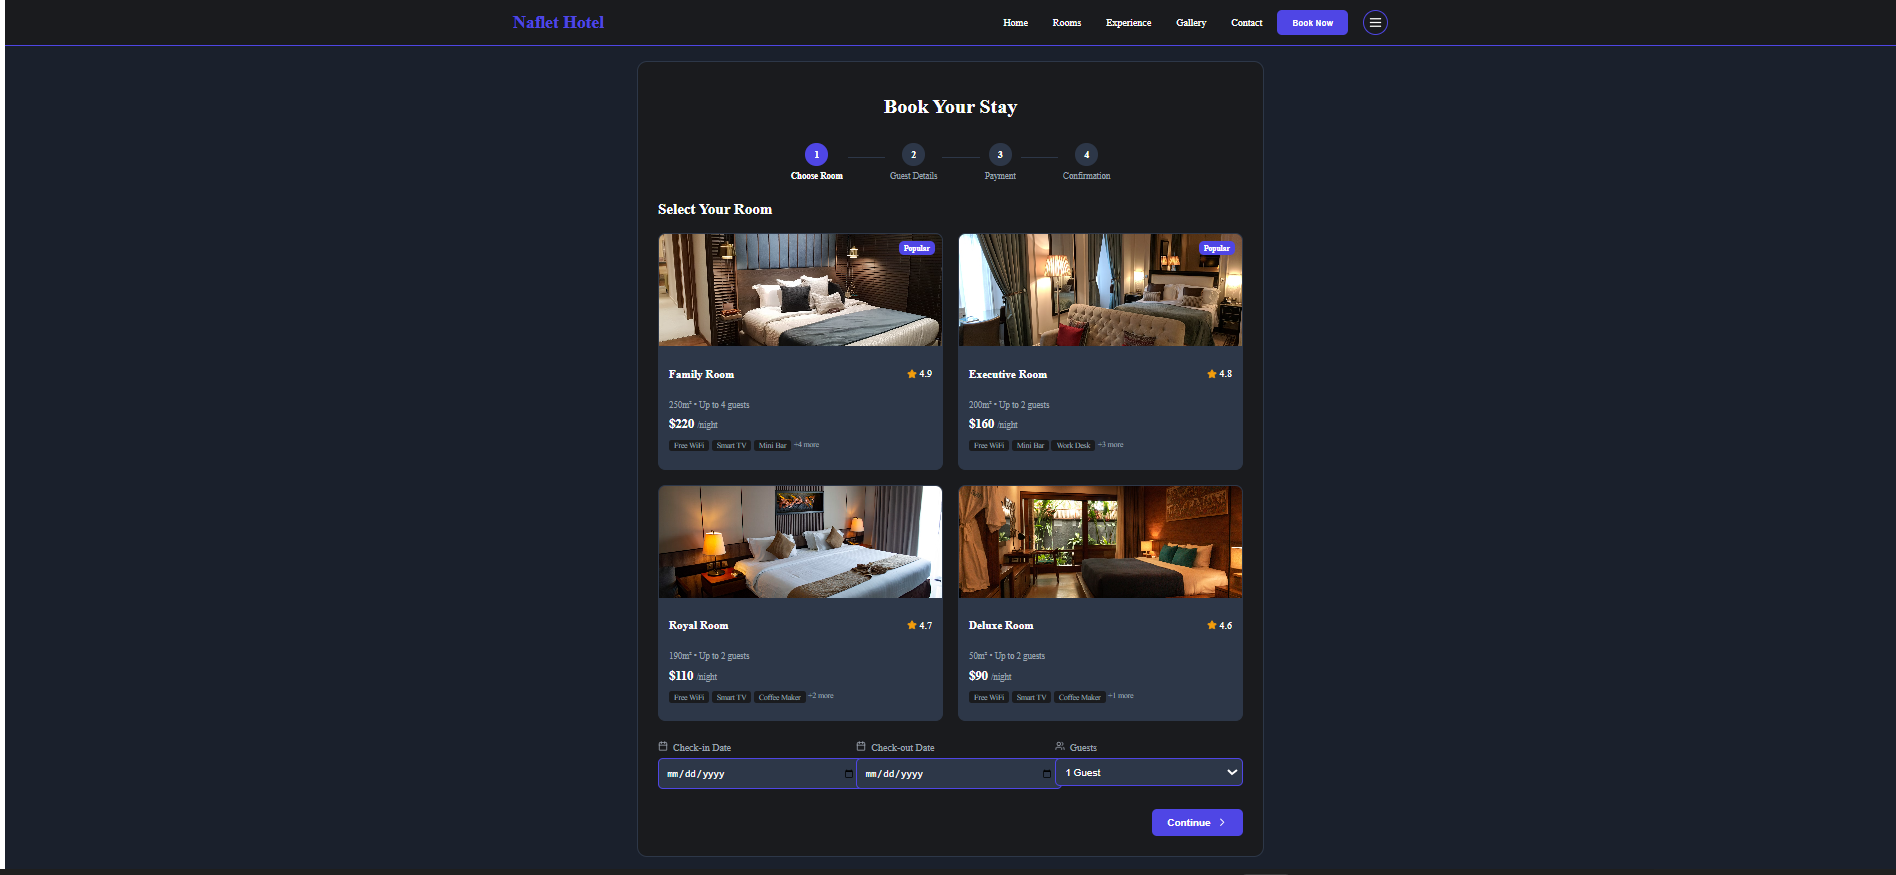 Naflet Hotel
Home Rooms Experience Gallery Contact Book Now
Book Your Stay
1 2 3 4
Choose Room Guest Details Payment Confirmation
Select Your Room
Popular
Family Room 4.9
250m² • Up to 4 guests
$220 /night
Free WiFi Smart TV Mini Bar +4 more
Popular
Executive Room 4.8
200m² • Up to 2 guests
$160 /night
Free WiFi Mini Bar Work Desk +3 more
Royal Room 4.7
190m² • Up to 2 guests
$110 /night
Free WiFi Smart TV Coffee Maker +2 more
Deluxe Room 4.6
50m² • Up to 2 guests
$90 /night
Free WiFi Smart TV Coffee Maker +1 more
Check-in Date Check-out Date Guests
mm/dd/yyyy mm/dd/yyyy 1 Guest
Continue